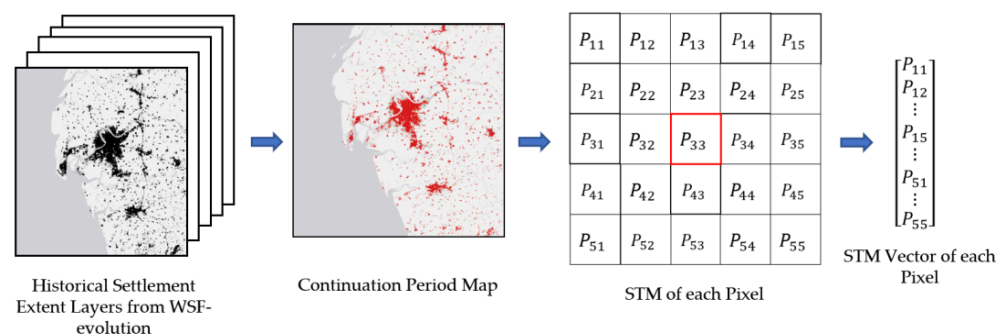 P11 P12 P13 P14 P15
P21 P22 P23 P24 P25
P31 P32 P33 P34 P35
P41 P42 P43 P44 P45
P51 P52 P53 P54 P55
P11
P12
⋮
P15
⋮
P51
⋮
P55
Historical Settlement
Extent Layers from WSF-
evolution
Continuation Period Map
STM of each Pixel
STM Vector of each
Pixel